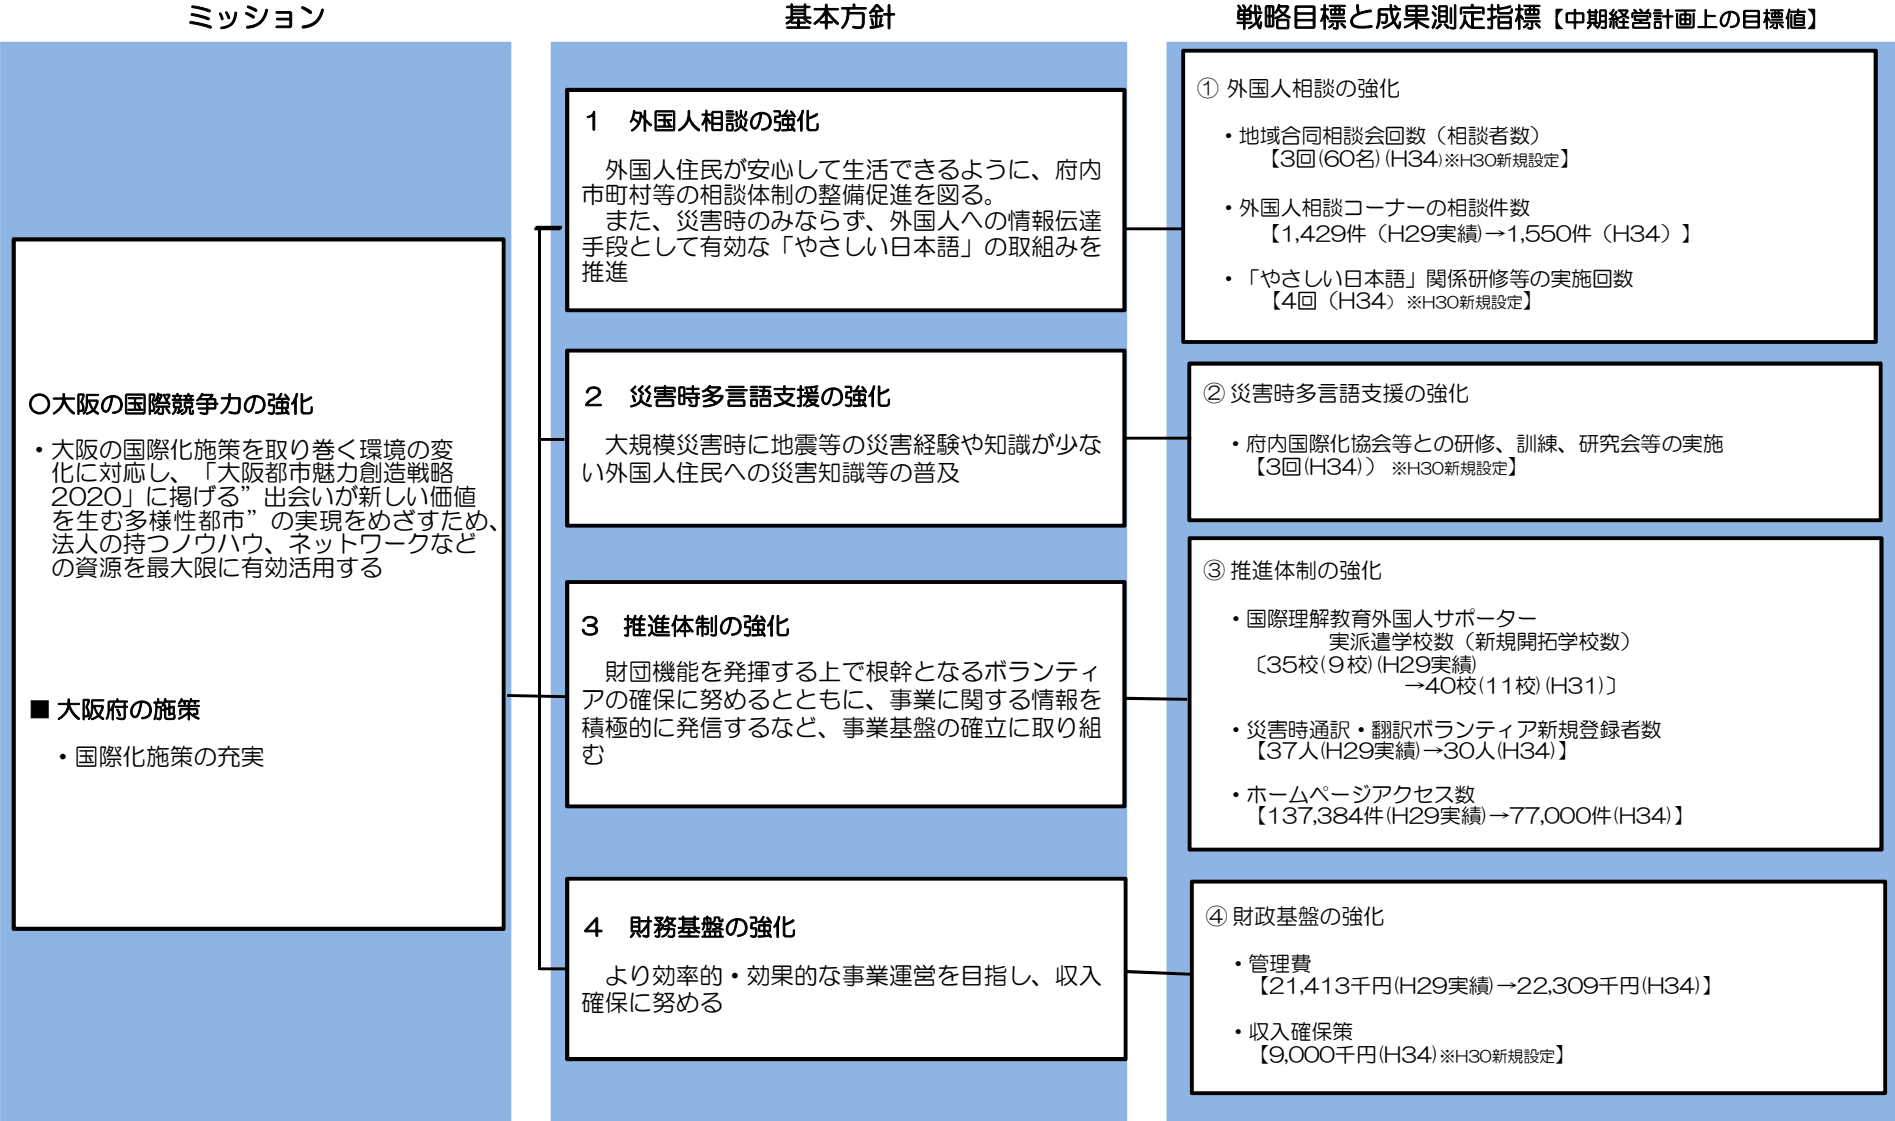 ミッション
○大阪の国際競争力の強化
・大阪の国際化施策を取り巻く環境の変
化に対応し、「大阪都市魅力創造戦略
2020」に掲げる”出会いが新しい価値
を生む多様性都市”の実現をめざすため、
法人の持つノウハウ、ネットワークなど
の資源を最大限に有効活用する
■ 大阪府の施策
・国際化施策の充実
基本方針
1　外国人相談の強化
外国人住民が安心して生活できるように、府内
市町村等の相談体制の整備促進を図る。
また、災害時のみならず、外国人への情報伝達
手段として有効な「やさしい日本語」の取組みを
推進
2　災害時多言語支援の強化
大規模災害時に地震等の災害経験や知識が少な
い外国人住民への災害知識等の普及
3　推進体制の強化
財団機能を発揮する上で根幹となるボランティ
アの確保に努めるとともに、事業に関する情報を
積極的に発信するなど、事業基盤の確立に取り組
む
4　財務基盤の強化
より効率的・効果的な事業運営を目指し、収入
確保に努める
戦略目標と成果測定指標【中期経営計画上の目標値】
① 外国人相談の強化
・地域合同相談会回数（相談者数）
【3回(60名)(H34)※H30新規設定】
・外国人相談コーナーの相談件数
【1,429件（H29実績)→1,550件（H34）】
・「やさしい日本語」関係研修等の実施回数
【4回（H34） ※H30新規設定】
② 災害時多言語支援の強化
・府内国際化協会等との研修、訓練、研究会等の実施
【3回(H34)） ※H30新規設定】
③ 推進体制の強化
・国際理解教育外国人サポーター
実派遣学校数（新規開拓学校数）
〔35校(9校)(H29実績)
→40校(11校)(H31)〕
・災害時通訳・翻訳ボランティア新規登録者数
【37人(H29実績)→30人(H34)】
・ホームページアクセス数
【137,384件(H29実績)→77,000件(H34)】
④ 財政基盤の強化
・管理費
【21,413千円(H29実績)→22,309千円(H34)】
・収入確保策
【9,000千円(H34)※H30新規設定】